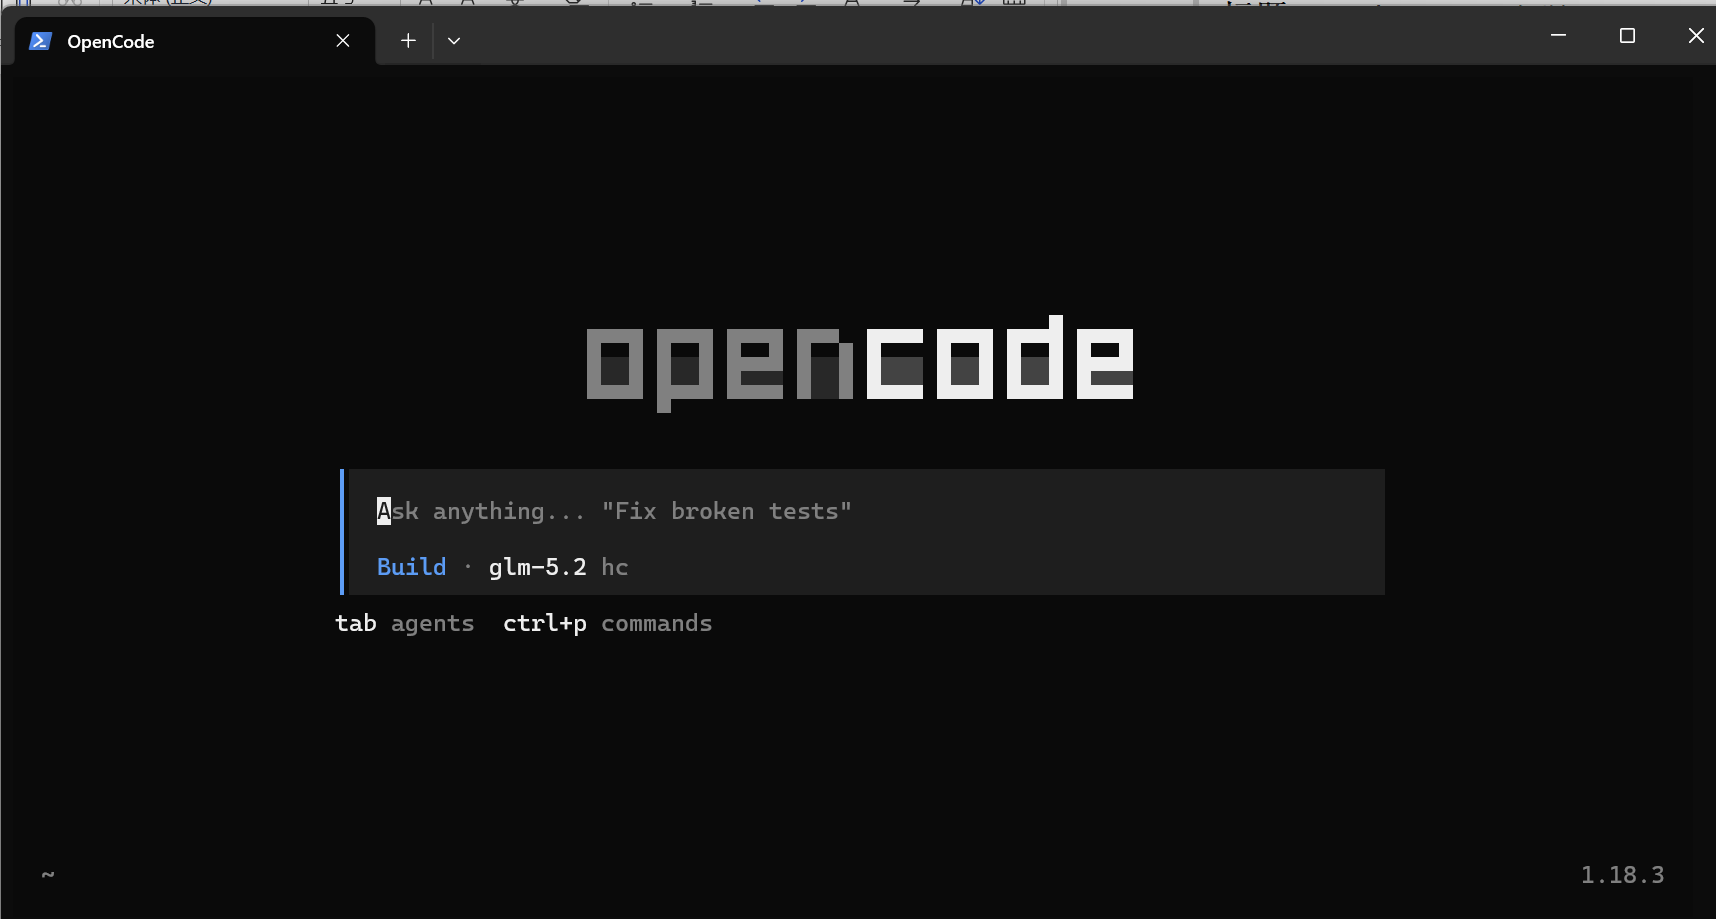 OpenCode
opencode
Ask anything... "Fix broken tests"
Build · glm-5.2 hc
tab agents ctrl+p commands
~
1.18.3